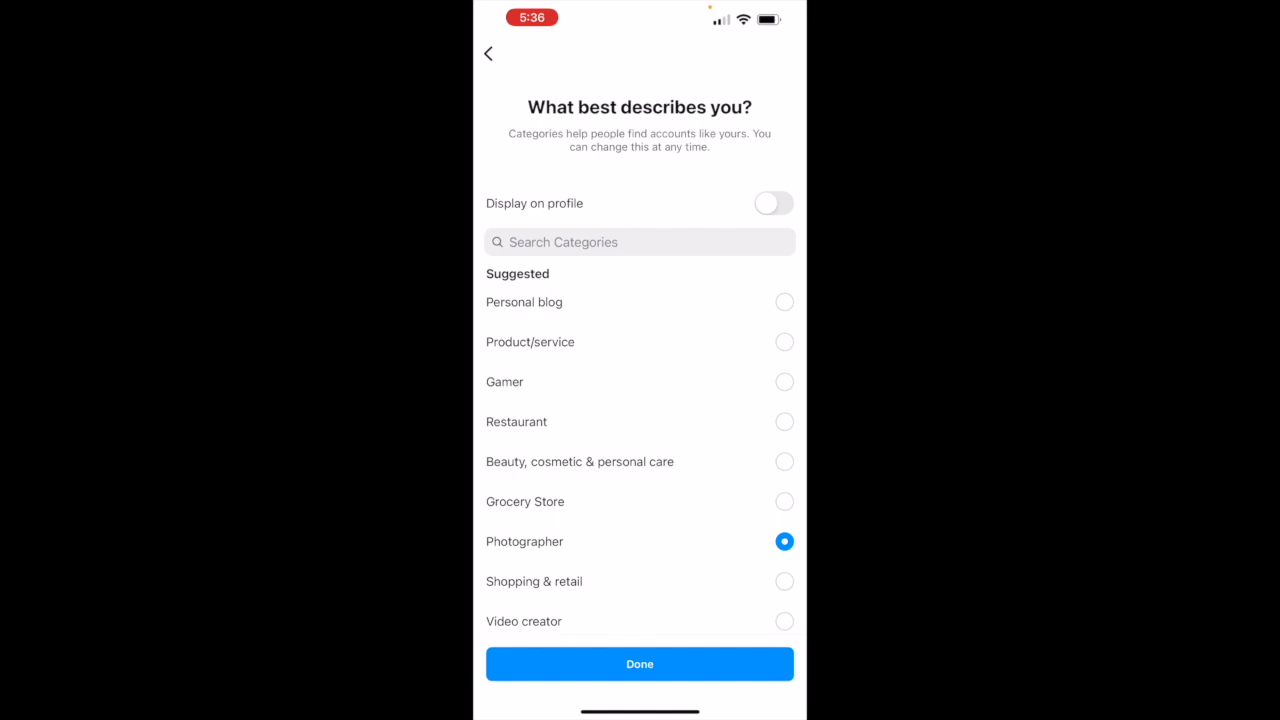 5:36
What best describes you?
Categories help people find accounts like yours. You
can change this at any time.
Display on profile
Search Categories
Suggested
Personal blog
Product/service
Gamer
Restaurant
Beauty, cosmetic & personal care
Grocery Store
Photographer
Shopping & retail
Video creator
Done